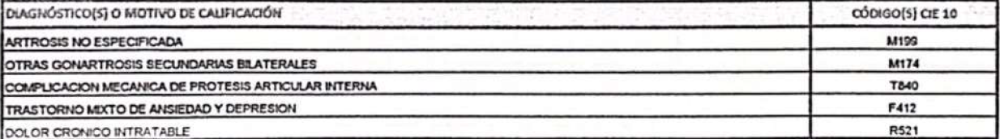 DIAGNÓSTICO(S) O MOTIVO DE CALIFICACIÓN CÓDIGO(S) CIE 10
ARTROSIS NO ESPECIFICADA M199
OTRAS GONARTROSIS SECUNDARIAS BILATERALES M174
COMPLICACION MECANICA DE PROTESIS ARTICULAR INTERNA T840
TRASTORNO MIXTO DE ANSIEDAD Y DEPRESION F412
DOLOR CRONICO INTRATABLE R521